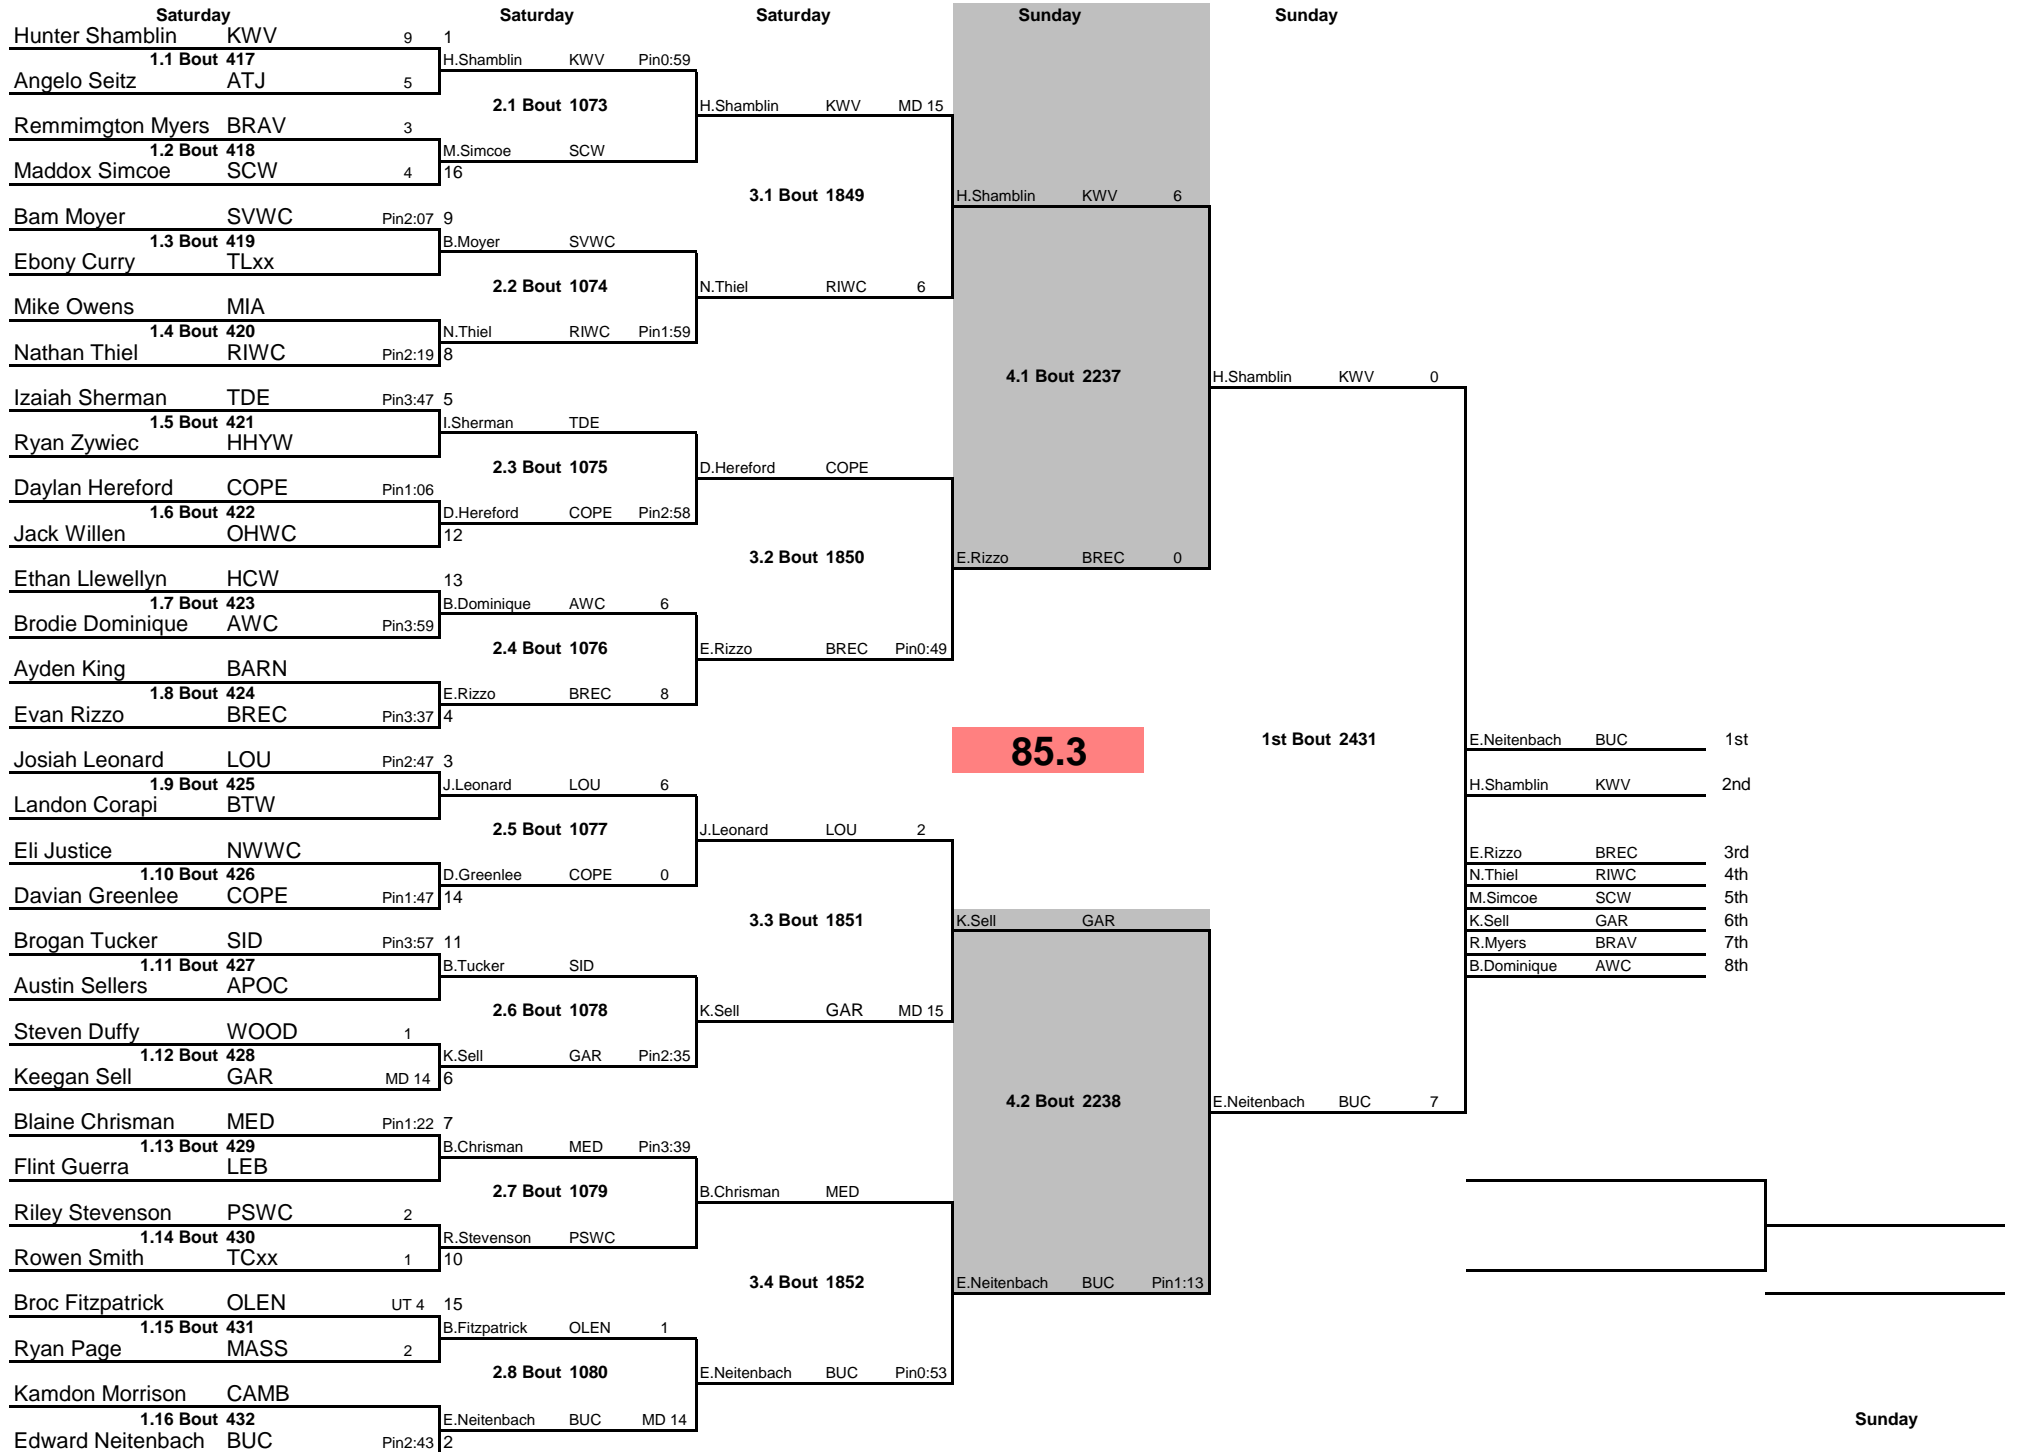 Saturday Saturday Saturday Sunday Sunday
Hunter Shamblin KWV 9 1
1.1 Bout 417 H.Shamblin KWV Pin0:59
Angelo Seitz ATJ 5
2.1 Bout 1073 H.Shamblin KWV MD 15
Remmimgton Myers BRAV 3
1.2 Bout 418 M.Simcoe SCW
Maddox Simcoe SCW 4 16
3.1 Bout 1849 H.Shamblin KWV 6
Bam Moyer SVWC Pin2:07 9
1.3 Bout 419 B.Moyer SVWC
Ebony Curry TLxx
2.2 Bout 1074 N.Thiel RIWC 6
Mike Owens MIA
1.4 Bout 420 N.Thiel RIWC Pin1:59
Nathan Thiel RIWC Pin2:19 8
4.1 Bout 2237 H.Shamblin KWV 0
Izaiah Sherman TDE Pin3:47 5
1.5 Bout 421 I.Sherman TDE
Ryan Zywiec HHYW
2.3 Bout 1075 D.Hereford COPE
Daylan Hereford COPE Pin1:06
1.6 Bout 422 D.Hereford COPE Pin2:58
Jack Willen OHWC 12
3.2 Bout 1850 E.Rizzo BREC 0
Ethan Llewellyn HCW 13
1.7 Bout 423 B.Dominique AWC 6
Brodie Dominique AWC Pin3:59
2.4 Bout 1076 E.Rizzo BREC Pin0:49
Ayden King BARN
1.8 Bout 424 E.Rizzo BREC 8
Evan Rizzo BREC Pin3:37 4
85.3 1st Bout 2431 E.Neitenbach BUC 1st
Josiah Leonard LOU Pin2:47 3
1.9 Bout 425 J.Leonard LOU 6 H.Shamblin KWV 2nd
Landon Corapi BTW
2.5 Bout 1077 J.Leonard LOU 2
Eli Justice NWWC E.Rizzo BREC 3rd
1.10 Bout 426 D.Greenlee COPE 0 N.Thiel RIWC 4th
Davian Greenlee COPE Pin1:47 14 M.Simcoe SCW 5th
3.3 Bout 1851 K.Sell GAR K.Sell GAR 6th
Brogan Tucker SID Pin3:57 11 R.Myers BRAV 7th
1.11 Bout 427 B.Tucker SID B.Dominique AWC 8th
Austin Sellers APOC
2.6 Bout 1078 K.Sell GAR MD 15
Steven Duffy WOOD 1
1.12 Bout 428 K.Sell GAR Pin2:35
Keegan Sell GAR MD 14 6
4.2 Bout 2238 E.Neitenbach BUC 7
Blaine Chrisman MED Pin1:22 7
1.13 Bout 429 B.Chrisman MED Pin3:39
Flint Guerra LEB
2.7 Bout 1079 B.Chrisman MED
Riley Stevenson PSWC 2
1.14 Bout 430 R.Stevenson PSWC
Rowen Smith TCxx 1 10
3.4 Bout 1852 E.Neitenbach BUC Pin1:13
Broc Fitzpatrick OLEN UT 4 15
1.15 Bout 431 B.Fitzpatrick OLEN 1
Ryan Page MASS 2
2.8 Bout 1080 E.Neitenbach BUC Pin0:53
Kamdon Morrison CAMB
1.16 Bout 432 E.Neitenbach BUC MD 14 Sunday
Edward Neitenbach BUC Pin2:43 2